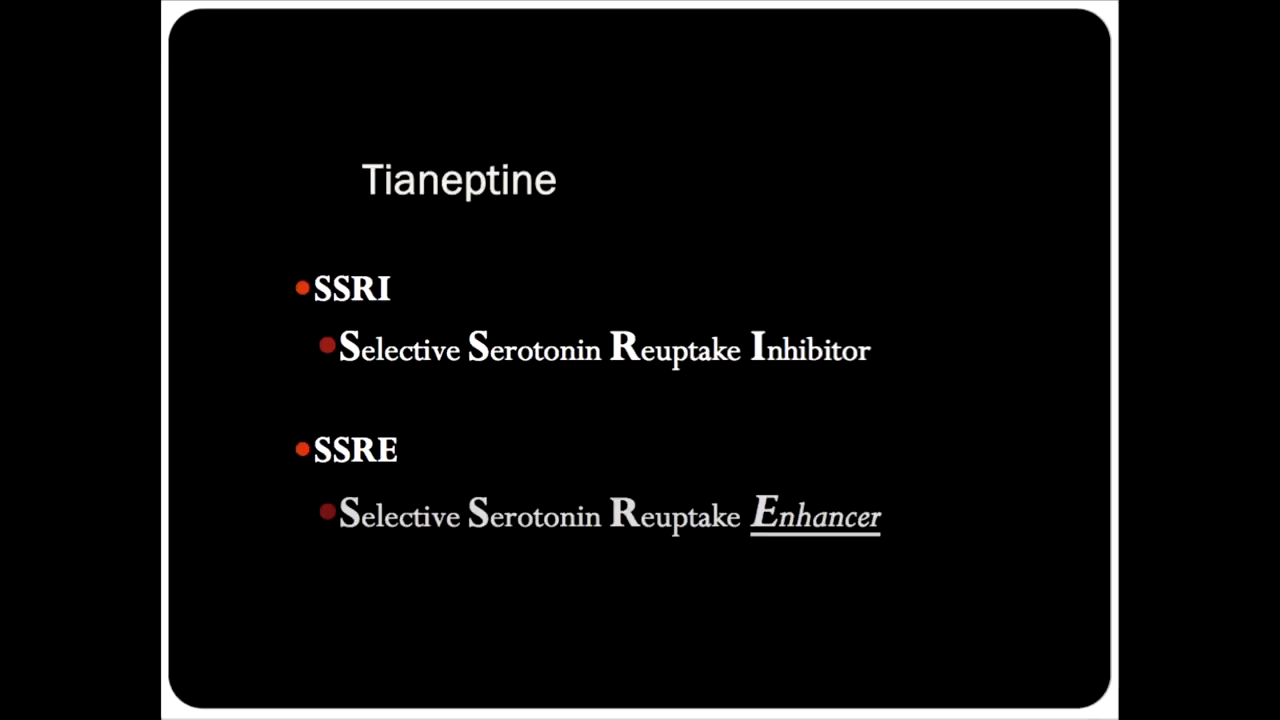 Tianeptine
SSRI
Selective Serotonin Reuptake Inhibitor
SSRE
Selective Serotonin Reuptake Enhancer